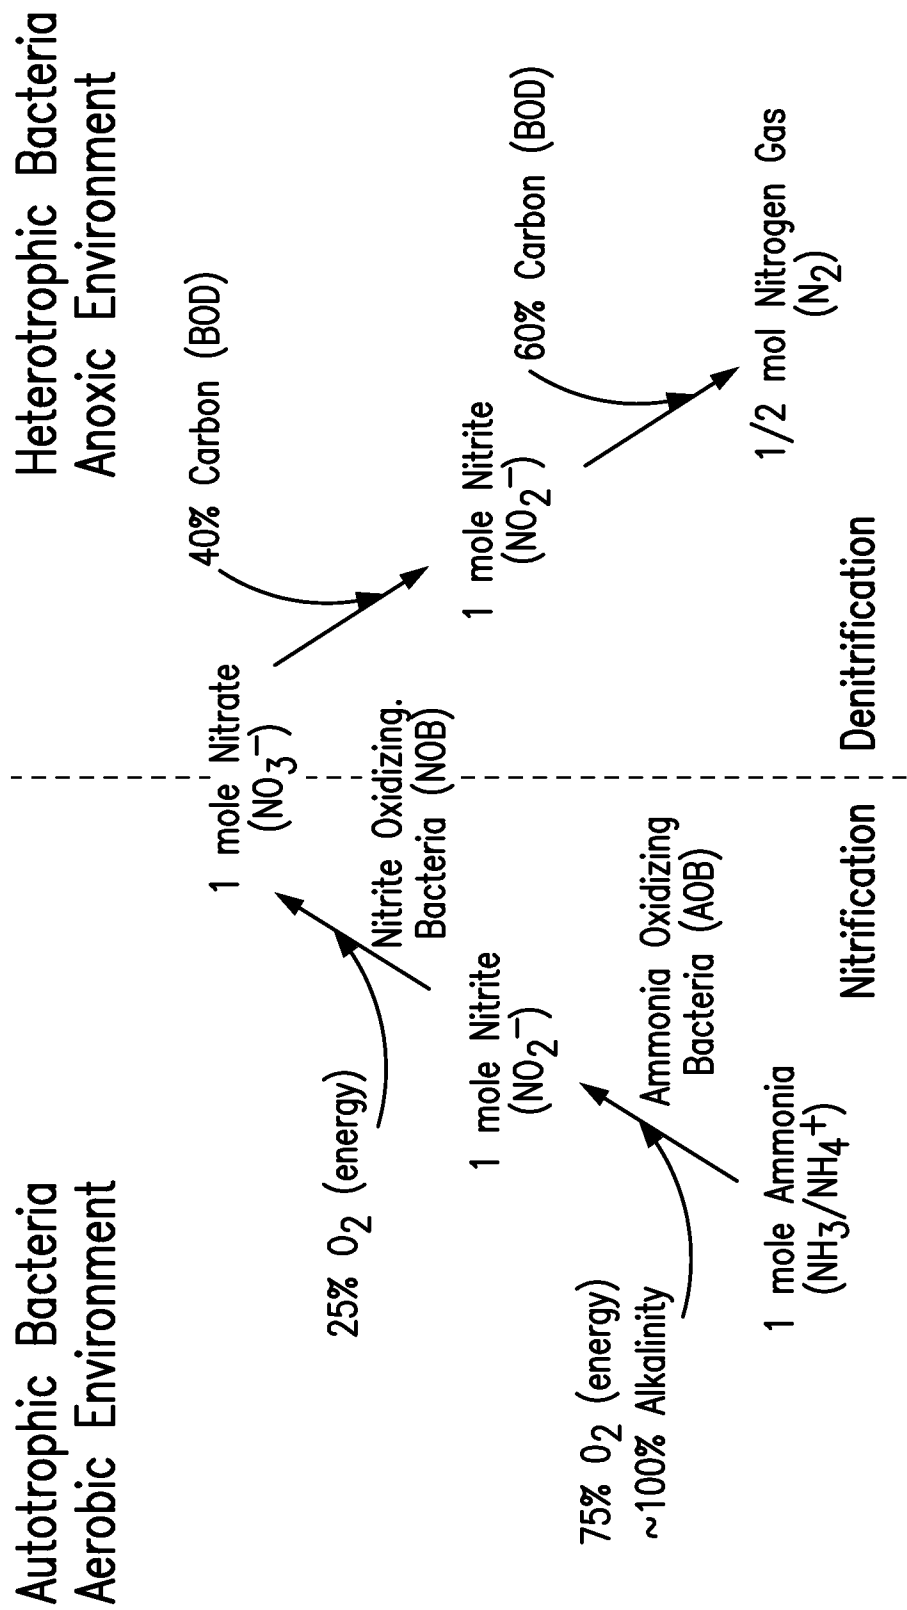 Autotrophic Bacteria
Aerobic Environment
Heterotrophic Bacteria
Anoxic Environment
1 mole Nitrate
(NO3−)
40% Carbon (BOD)
25% O2 (energy)
Nitrite Oxidizing.
Bacteria (NOB)
1 mole Nitrite
(NO2−)
1 mole Nitrite
(NO2−)
60% Carbon (BOD)
75% O2 (energy)
~100% Alkalinity
Ammonia Oxidizing
Bacteria (AOB)
1 mole Ammonia
(NH3/NH4+)
1/2 mol Nitrogen Gas
(N2)
Nitrification
Denitrification